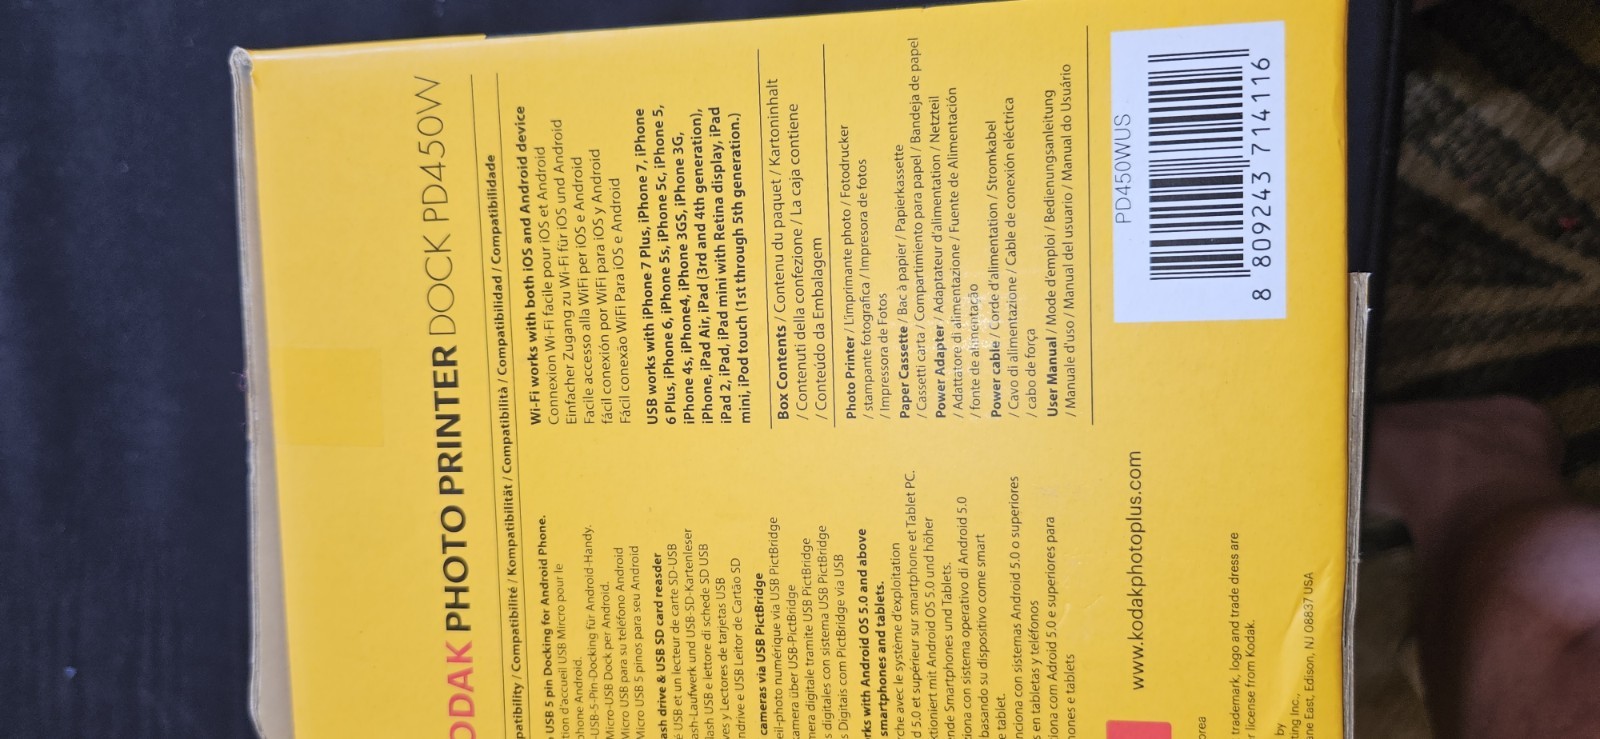 ODAK PHOTO PRINTER DOCK PD450W
patibility / Compatibilité / Kompatibilität / Compatibilità / Compatibilidad / Compatibilidade
USB 5 pin Docking for Android Phone.
tion d'accueil USB Mircro pour le
phone Android.
-USB-5-Pin-Docking für Android-Handy.
Micro-USB Dock per Android.
Micro USB para su teléfono Android
Micro USB 5 pinos para seu Android
ash drive & USB SD card reasder
é USB et un lecteur de carte SD-USB
ash-Laufwerk und USB-SD-Kartenleser
lash USB e lettore di schede SD USB
ves y Lectores de tarjetas USB
ndrive e USB Leitor de Cartão SD
cameras via USB PictBridge
eil-photo numérique via USB PictBridge
kamera über USB-PictBridge
mera digitale tramite USB PictBridge
s digitales con sistema USB PictBridge
s Digitais com PictBridge via USB
rks with Android OS 5.0 and above
smartphones and tablets.
rche avec le système d'exploitation
d 5.0 et supérieur sur smartphone et Tablet PC.
ktioniert mit Android OS 5.0 und höher
nde Smartphones und Tablets.
iona con sistema operativo di Android 5.0
basando su dispositivo come smart
e tablet.
nciona con sistemas Android 5.0 o superiores
s en tabletas y teléfonos
iona com Adroid 5.0 e superiores para
hones e tablets
Wi-Fi works with both iOS and Android device
Connexion Wi-Fi facile pour iOS et Android
Einfacher Zugang zu Wi-Fi für iOS und Android
Facile accesso alla WiFi per iOS e Android
fácil conexión por WiFi para iOS y Android
Fácil conexão WiFi Para iOS e Android
USB works with iPhone 7 Plus, iPhone 7, iPhone
6 Plus, iPhone 6, iPhone 5s, iPhone 5c, iPhone 5,
iPhone 4s, iPhone4, iPhone 3GS, iPhone 3G,
iPhone, iPad Air, iPad (3rd and 4th generation),
iPad 2, iPad, iPad mini with Retina display, iPad
mini, iPod touch (1st through 5th generation.)
Box Contents / Contenu du paquet / Kartoninhalt
/ Contenuti della confezione / La caja contiene
/ Conteúdo da Embalagem
Photo Printer / L'imprimante photo / Fotodrucker
/ stampante fotografica / Impresora de fotos
/ Impressora de Fotos
Paper Cassette / Bac à papier / Papierkassette
/ Cassetti carta / Compartimiento para papel / Bandeja de papel
Power Adapter / Adaptateur d'alimentation / Netzteil
/ Adattatore di alimentazione / Fuente de Alimentación
/ fonte de alimentação
Power cable / Corde d'alimentation / Stromkabel
/ Cavo di alimentazione / Cable de conexión eléctrica
/ cabo de força
User Manual / Mode d'emploi / Bedienungsanleitung
/ Manuale d'uso / Manual del usuario / Manual do Usuário
www.kodakphotoplus.com
PD450WUS
8 809243 714116
orea
trademark, logo and trade dress are
r license from Kodak.
by
ting Inc.,
ane East, Edison, NJ 08837 USA